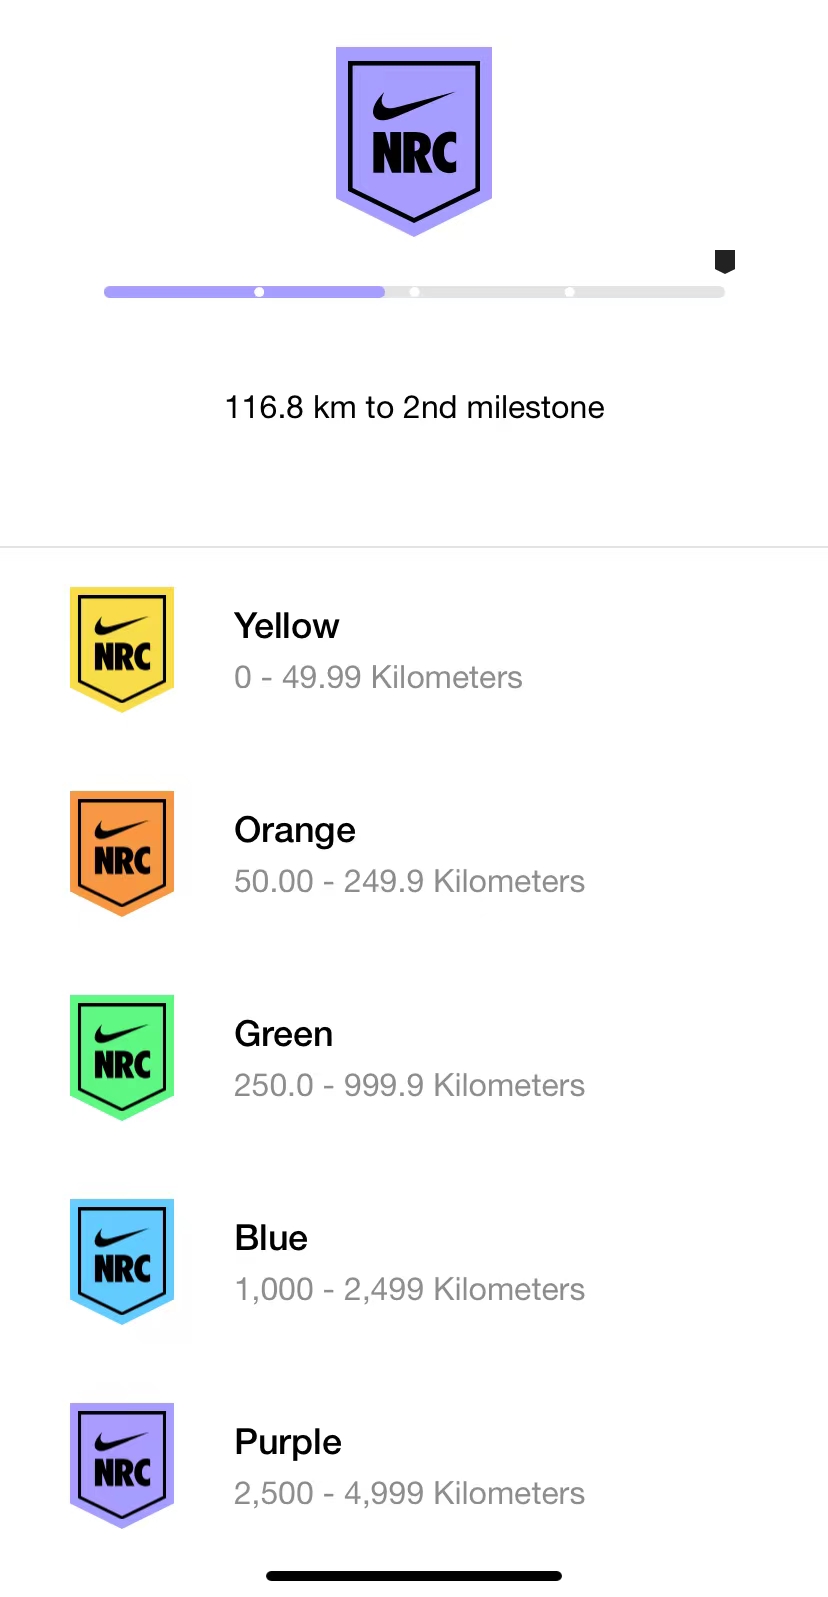 NRC
116.8 km to 2nd milestone
NRC
Yellow
0 - 49.99 Kilometers
NRC
Orange
50.00 - 249.9 Kilometers
NRC
Green
250.0 - 999.9 Kilometers
NRC
Blue
1,000 - 2,499 Kilometers
NRC
Purple
2,500 - 4,999 Kilometers